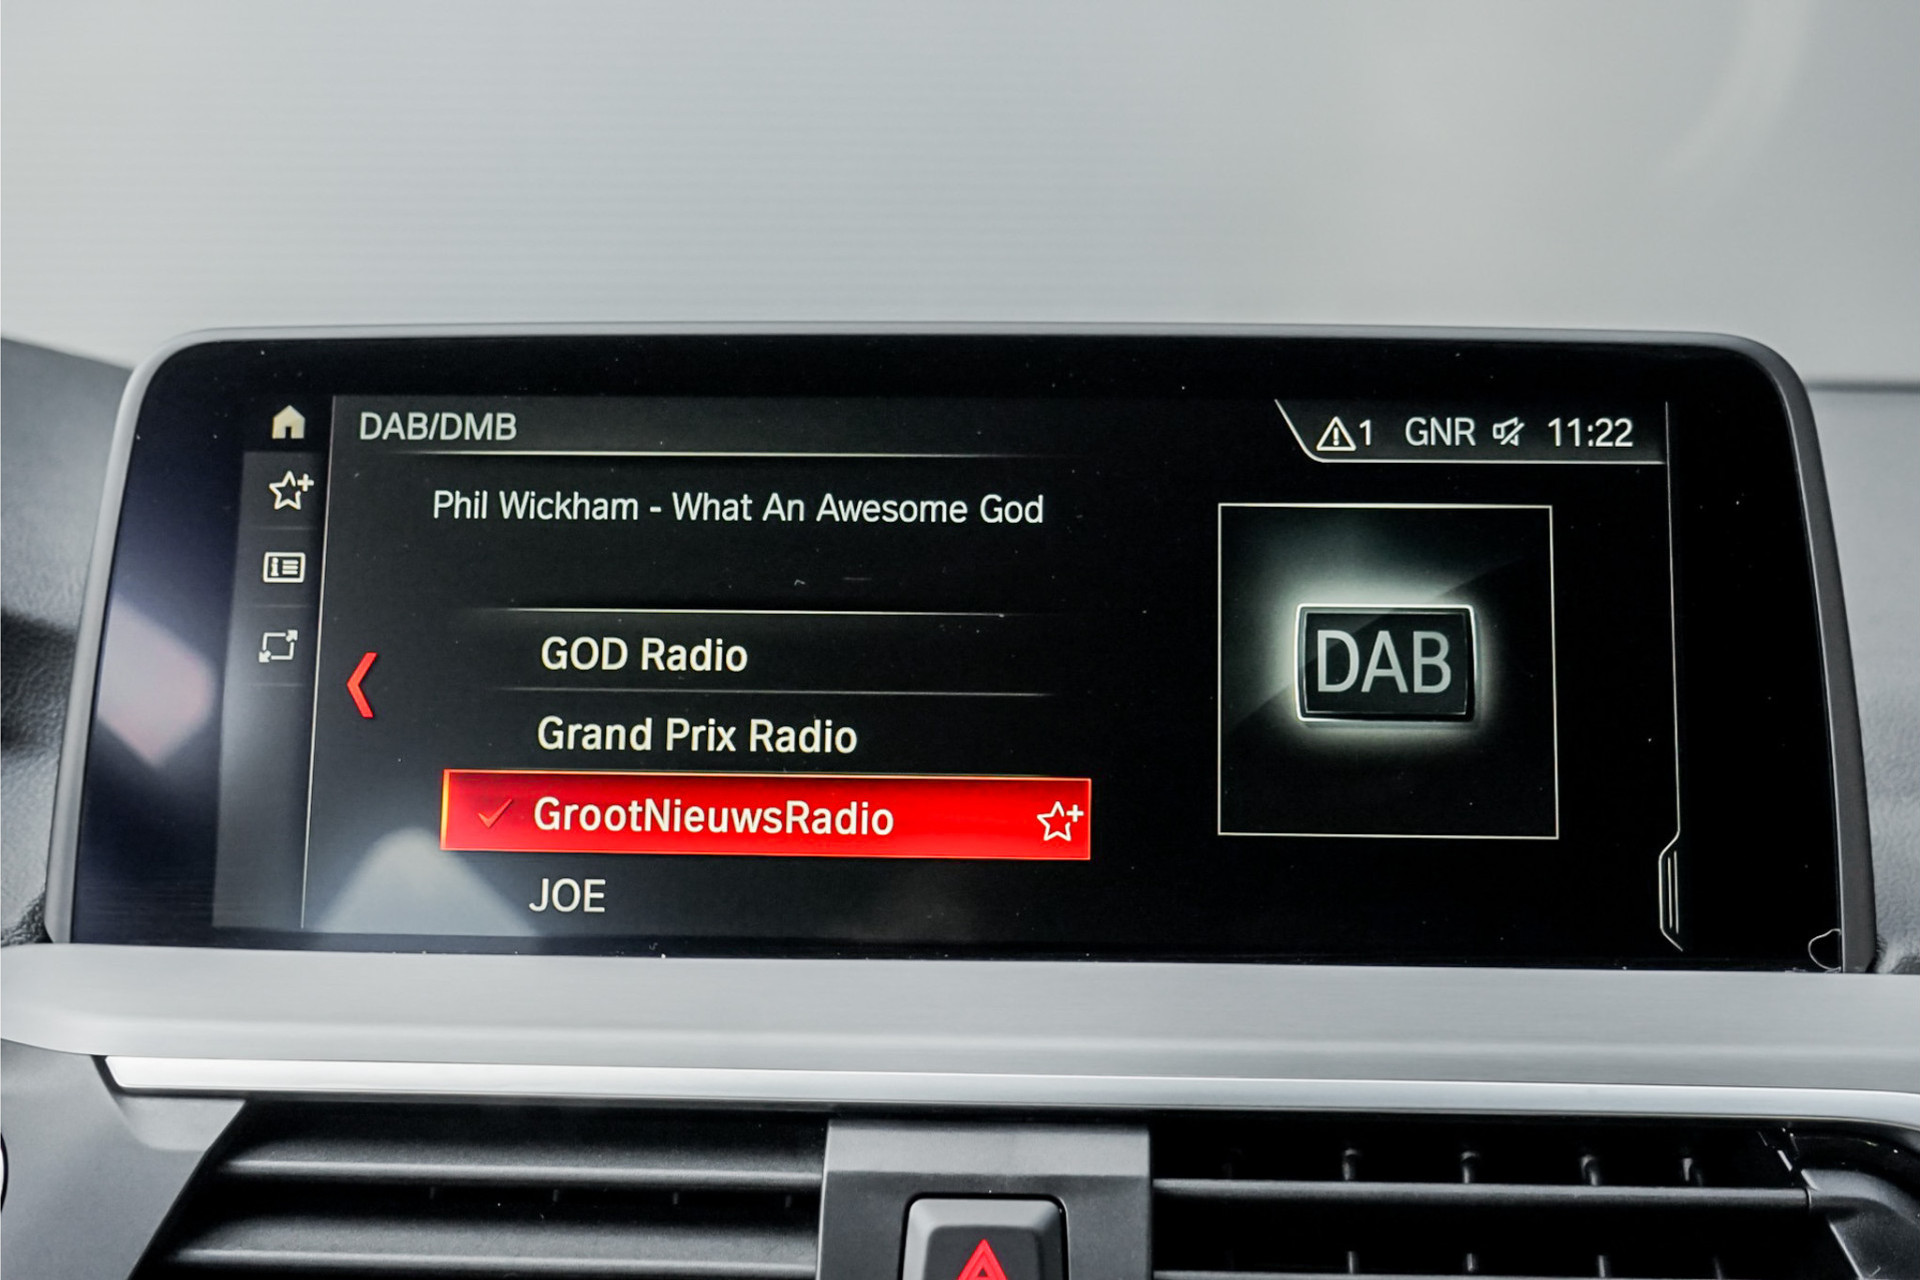 DAB/DMB
1 GNR 11:22
Phil Wickham - What An Awesome God
GOD Radio
Grand Prix Radio
GrootNieuwsRadio
JOE
DAB